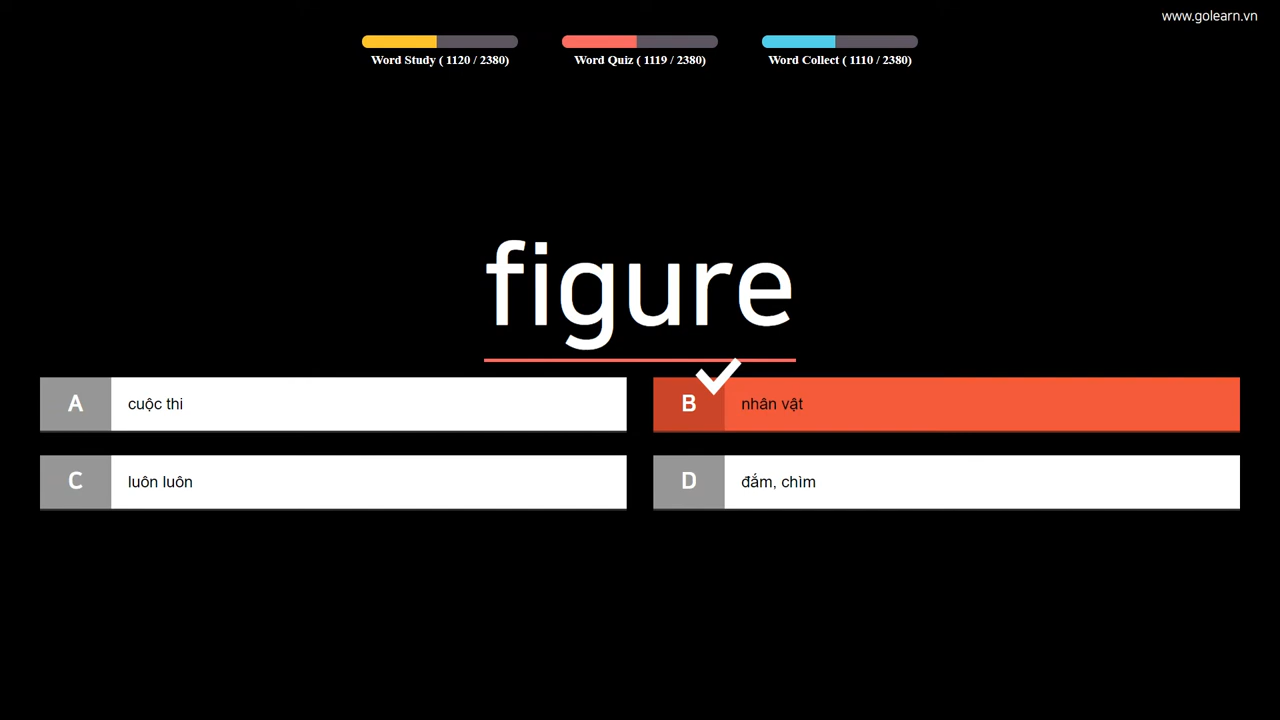 www.golearn.vn
Word Study ( 1120 / 2380)
Word Quiz ( 1119 / 2380)
Word Collect ( 1110 / 2380)
figure
A cuộc thi
B nhân vật
C luôn luôn
D đắm, chìm